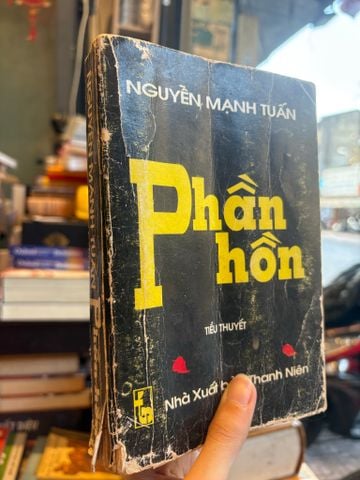 NGUYỄN MẠNH TUẤN
Phần
hồn
TIỂU THUYẾT
Nhà Xuất bản Thanh Niên